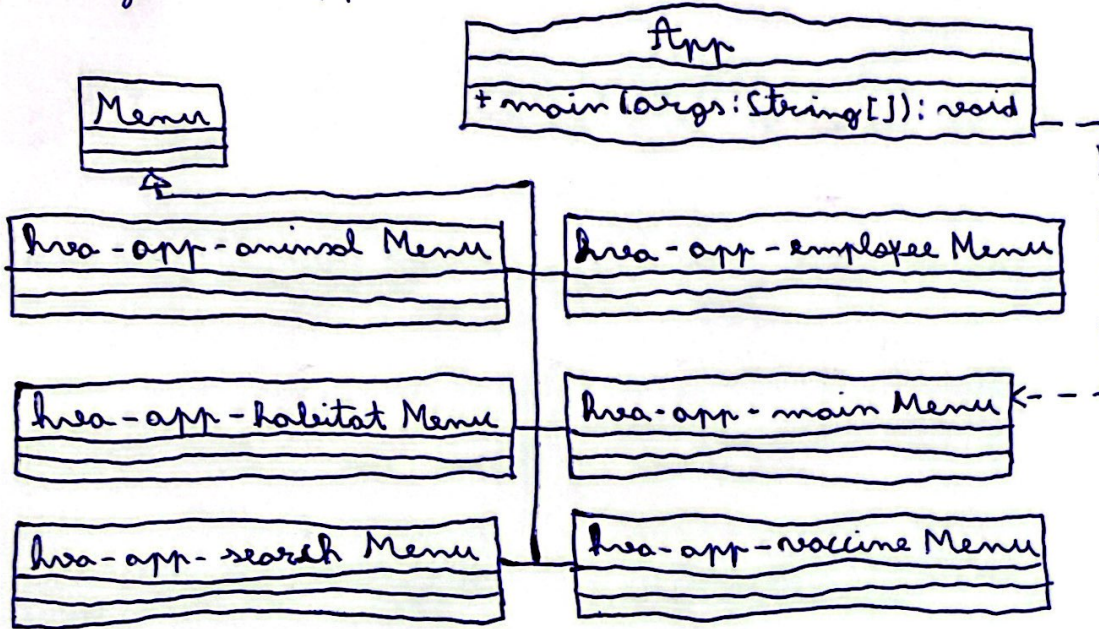 App
+ main (args: String[]): void
Menu
hva-app-animal Menu
hva-app-employee Menu
hva-app-habitat Menu
hva-app-main Menu
hva-app-search Menu
hva-app-vaccine Menu